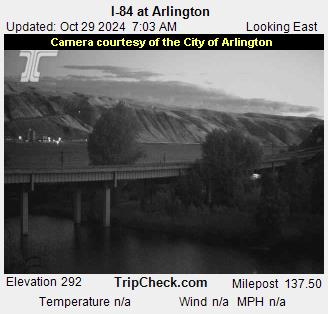 I-84 at Arlington
Updated: Oct 29 2024 7:03 AM Looking East
Camera courtesy of the City of Arlington
Elevation 292 TripCheck.com Milepost 137.50
Temperature n/a Wind n/a MPH n/a